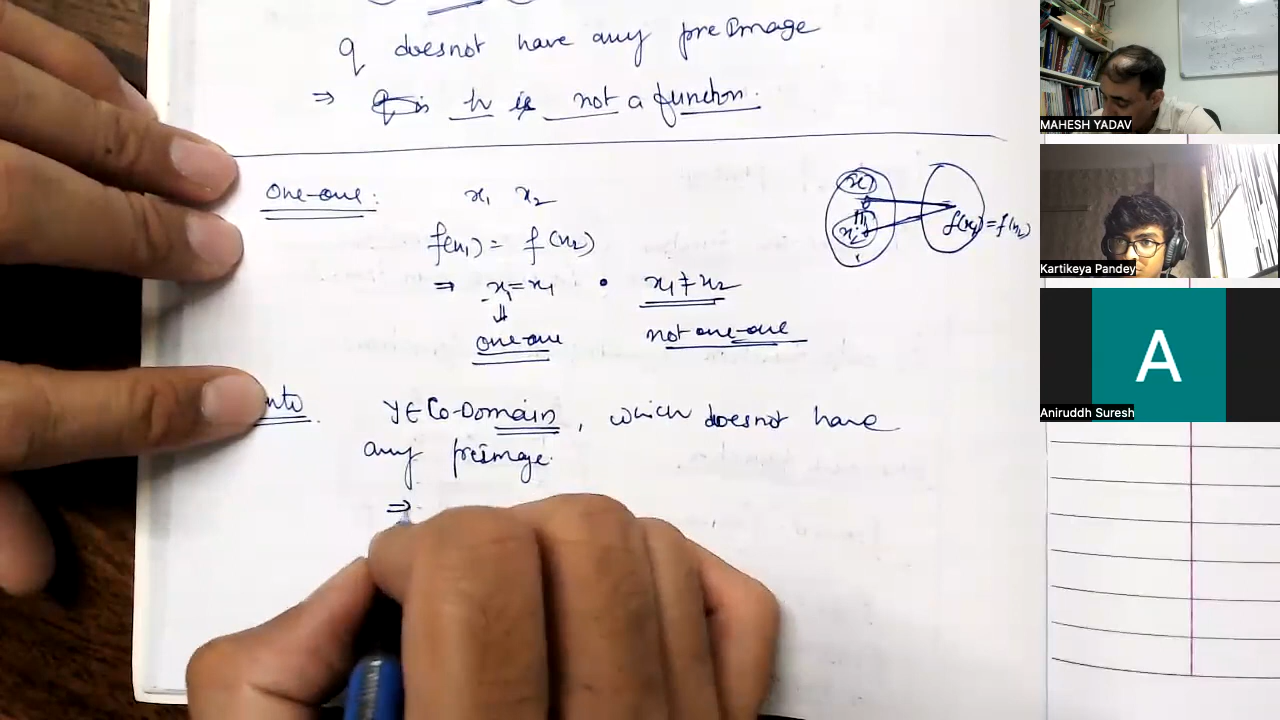 q doesnot have any preimage
⇒ h is not a function.
One-one: x₁ x₂
f(x₁) = f(x₂)
⇒ x₁ = x₁ • x₁ ≠ x₂
⇓
one-one not one-one
x₁
x₂
f(x₁) = f(x₂)
onto. y ∈ Co-Domain, which doesnot have
any preimage.
⇒
MAHESH YADAV
Kartikeya Pandey
A
Aniruddh Suresh